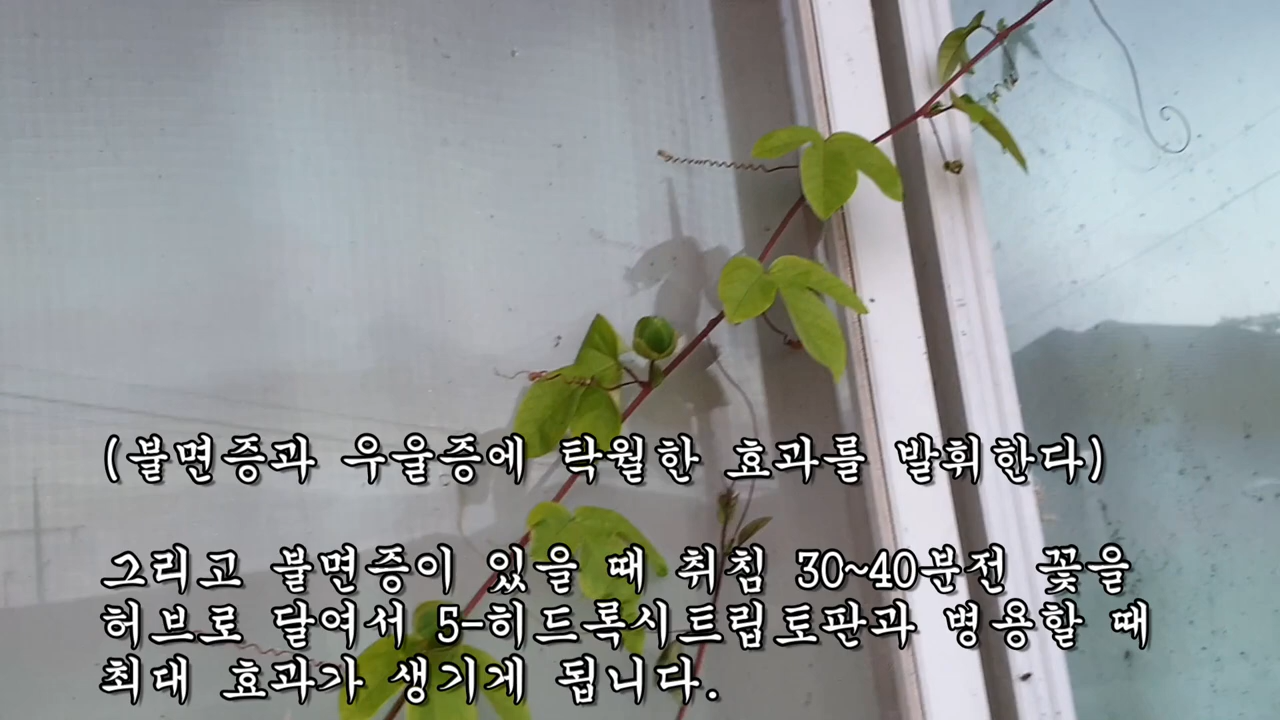 (불면증과 우울증에 탁월한 효과를 발휘한다)
그리고 불면증이 있을 때 취침 30~40분전 꽃을
허브로 달여서 5-히드록시트립토판과 병용할 때
최대 효과가 생기게 됩니다.